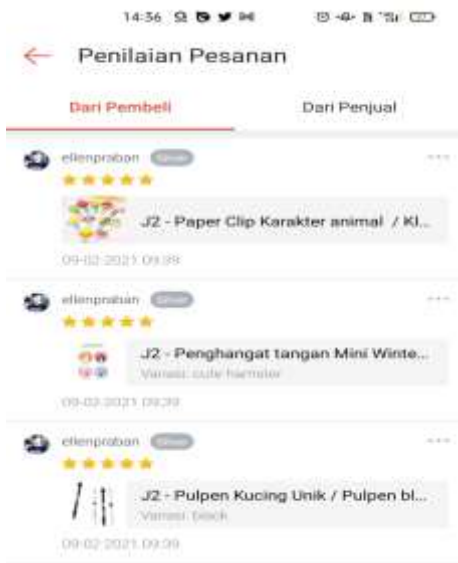 14:36
Penilaian Pesanan
Dari Pembeli
Dari Penjual
ellenpraban Silver
J2 - Paper Clip Karakter animal / Kl...
09-02-2021 09:39
ellenpraban Silver
J2 - Penghangat tangan Mini Winte...
Variasi: cute hamster
09-02-2021 09:39
ellenpraban Silver
J2 - Pulpen Kucing Unik / Pulpen bl...
Variasi: black
09-02-2021 09:39